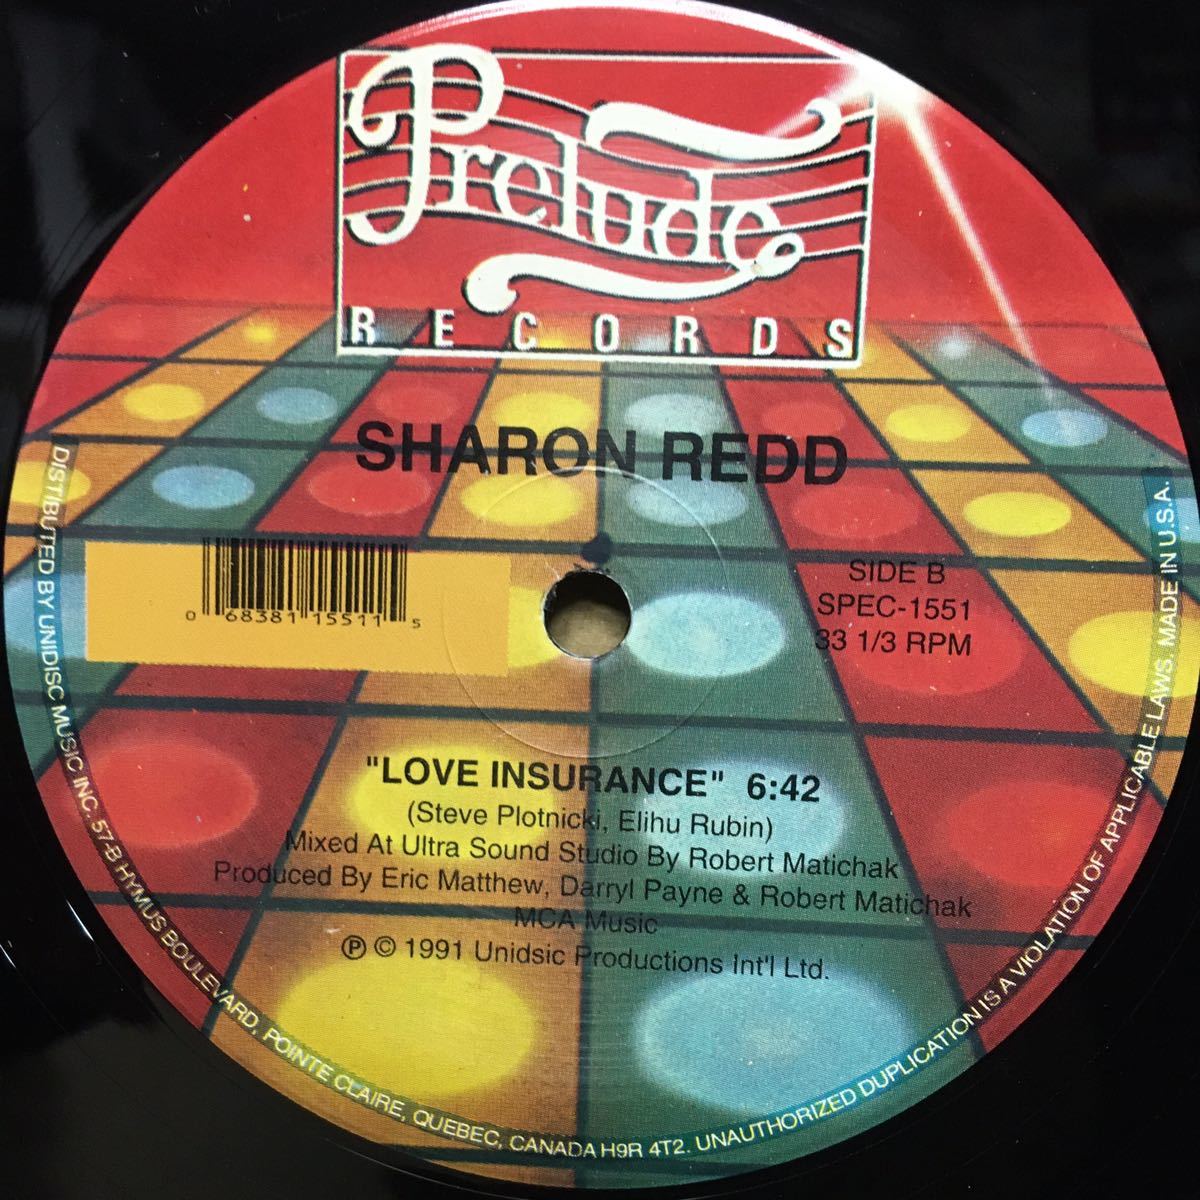 Prelude
RECORDS
SHARON REDD
SIDE B
SPEC-1551
33 1/3 RPM
0 68381 15511 5
"LOVE INSURANCE" 6:42
(Steve Plotnicki, Elihu Rubin)
Mixed At Ultra Sound Studio By Robert Matichak
Produced By Eric Matthew, Darryl Payne & Robert Matichak
MCA Music
℗ © 1991 Unidsic Productions Int'l Ltd.
DISTIBUTED BY UNIDISC MUSIC INC. 57-B HYMUS BOULEVARD, POINTE CLAIRE, QUEBEC, CANADA H9R 4T2. UNAUTHORIZED DUPLICATION IS A VIOLATION OF APPLICABLE LAWS. MADE IN U.S.A.